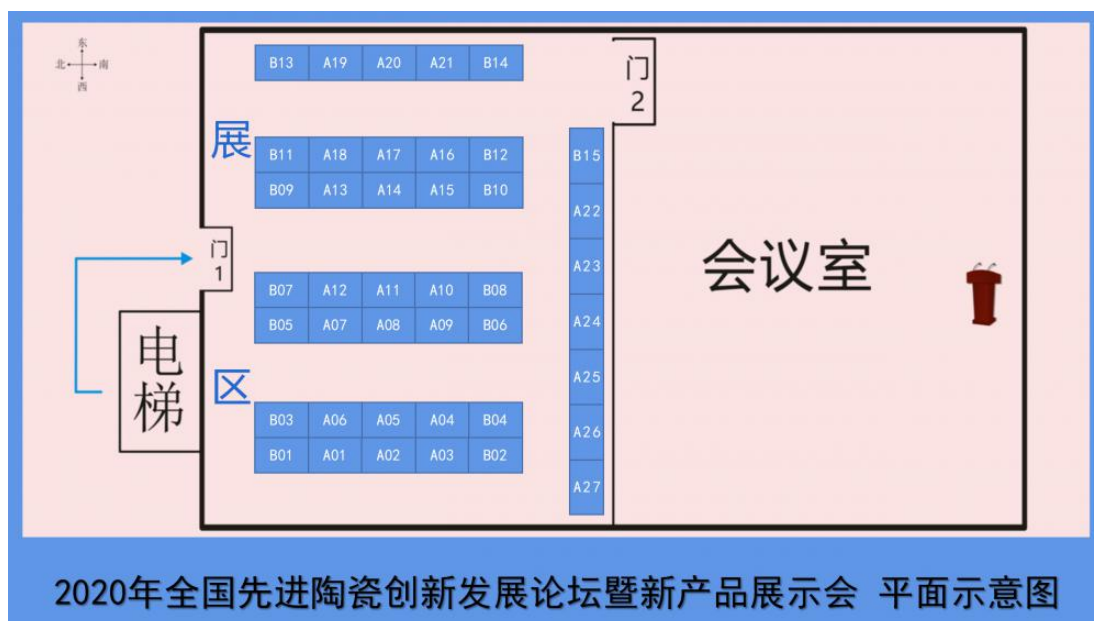 东
北 南
西
B13 A19 A20 A21 B14
门
2
展
B11 A18 A17 A16 B12
B09 A13 A14 A15 B10
B15
A22
A23
A24
A25
A26
A27
门
1
B07 A12 A11 A10 B08
B05 A07 A08 A09 B06
电
梯
区
B03 A06 A05 A04 B04
B01 A01 A02 A03 B02
会议室
2020年全国先进陶瓷创新发展论坛暨新产品展示会 平面示意图